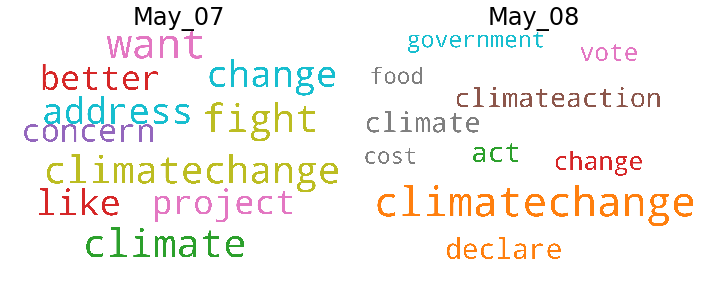 May_07
want
better
change
address
fight
concern
climatechange
like
project
climate
May_08
government
vote
food
climateaction
climate
cost
act
change
climatechange
declare